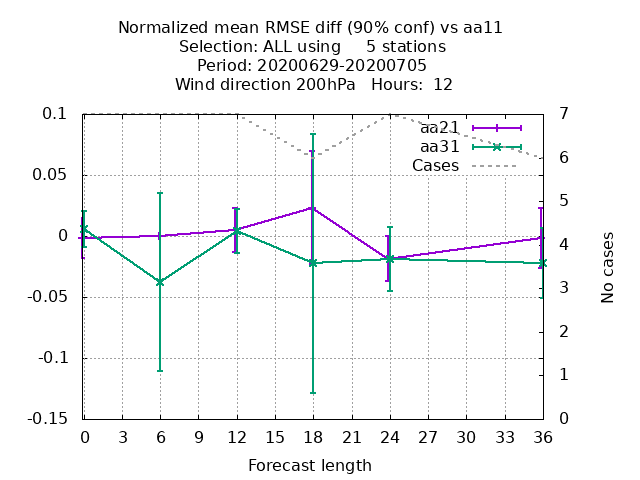 Normalized mean RMSE diff (90% conf) vs aa11
Selection: ALL using     5 stations
Period: 20200629-20200705
Wind direction 200hPa   Hours:  12
0.1
0.05
0
-0.05
-0.1
-0.15
7
6
5
4
3
2
1
0
aa21
aa31
Cases
No cases
0 3 6 9 12 15 18 21 24 27 30 33 36
Forecast length